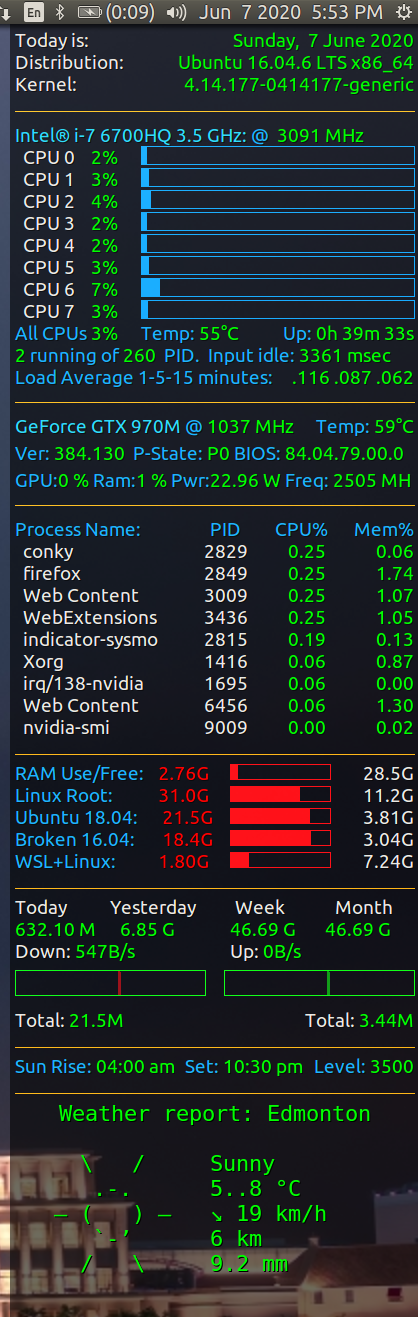 En (0:09) Jun 7 2020 5:53 PM
Today is: Sunday, 7 June 2020
Distribution: Ubuntu 16.04.6 LTS x86_64
Kernel: 4.14.177-0414177-generic
Intel® i-7 6700HQ 3.5 GHz: @ 3091 MHz
CPU 0 2%
CPU 1 3%
CPU 2 4%
CPU 3 2%
CPU 4 2%
CPU 5 3%
CPU 6 7%
CPU 7 3%
All CPUs 3% Temp: 55°C Up: 0h 39m 33s
2 running of 260 PID. Input idle: 3361 msec
Load Average 1-5-15 minutes: .116 .087 .062
GeForce GTX 970M @ 1037 MHz Temp: 59°C
Ver: 384.130 P-State: P0 BIOS: 84.04.79.00.0
GPU:0 % Ram:1 % Pwr:22.96 W Freq: 2505 MH
Process Name: PID CPU% Mem%
conky 2829 0.25 0.06
firefox 2849 0.25 1.74
Web Content 3009 0.25 1.07
WebExtensions 3436 0.25 1.05
indicator-sysmo 2815 0.19 0.13
Xorg 1416 0.06 0.87
irq/138-nvidia 1695 0.06 0.00
Web Content 6456 0.06 1.30
nvidia-smi 9009 0.00 0.02
RAM Use/Free: 2.76G 28.5G
Linux Root: 31.0G 11.2G
Ubuntu 18.04: 21.5G 3.81G
Broken 16.04: 18.4G 3.04G
WSL+Linux: 1.80G 7.24G
Today Yesterday Week Month
632.10 M 6.85 G 46.69 G 46.69 G
Down: 547B/s Up: 0B/s
Total: 21.5M Total: 3.44M
Sun Rise: 04:00 am Set: 10:30 pm Level: 3500
Weather report: Edmonton
\ / Sunny
.-. 5..8 °C
― ( ) ― ↘ 19 km/h
`-’ 6 km
/ \ 9.2 mm